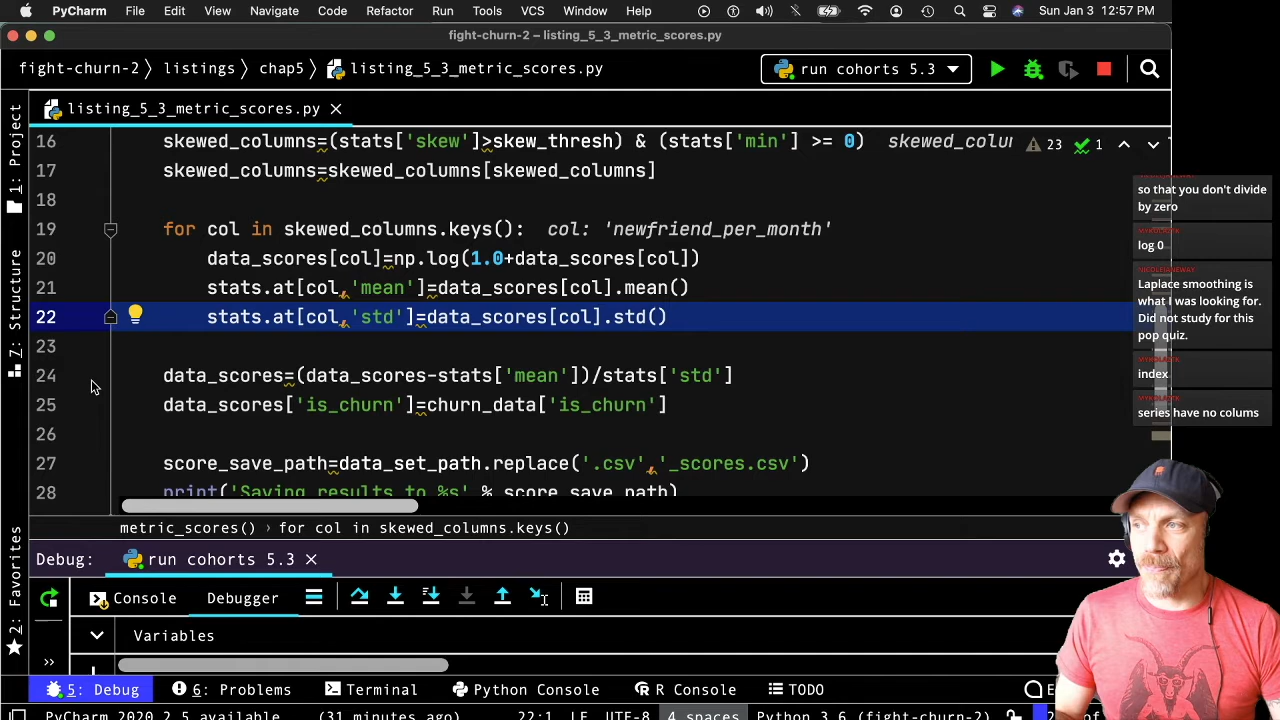 PyCharm File Edit View Navigate Code Refactor Run Tools VCS Window Help Sun Jan 3 12:57 PM
fight-churn-2 – listing_5_3_metric_scores.py
fight-churn-2 listings chap5 listing_5_3_metric_scores.py run cohorts 5.3
listing_5_3_metric_scores.py
16 skewed_columns=(stats['skew']>skew_thresh) & (stats['min'] >= 0) skewed_colum 23 1
17 skewed_columns=skewed_columns[skewed_columns]
18
19 for col in skewed_columns.keys(): col: 'newfriend_per_month'
20 data_scores[col]=np.log(1.0+data_scores[col])
21 stats.at[col,'mean']=data_scores[col].mean()
22 stats.at[col,'std']=data_scores[col].std()
23
24 data_scores=(data_scores-stats['mean'])/stats['std']
25 data_scores['is_churn']=churn_data['is_churn']
26
27 score_save_path=data_set_path.replace('.csv','_scores.csv')
28 print('Saving results to %s' % score_save_path)
metric_scores() for col in skewed_columns.keys()
Debug: run cohorts 5.3
Console Debugger
Variables
5: Debug 6: Problems Terminal Python Console R Console TODO
PyCharm 2020.2.5 available (31 minutes ago) 22:1 LF UTF-8 4 spaces Python 3.6 (fight-churn-2)
1: Project
7: Structure
2: Favorites
so that you don't divide
by zero
log 0
Laplace smoothing is
what I was looking for.
Did not study for this
pop quiz.
index
series have no colums